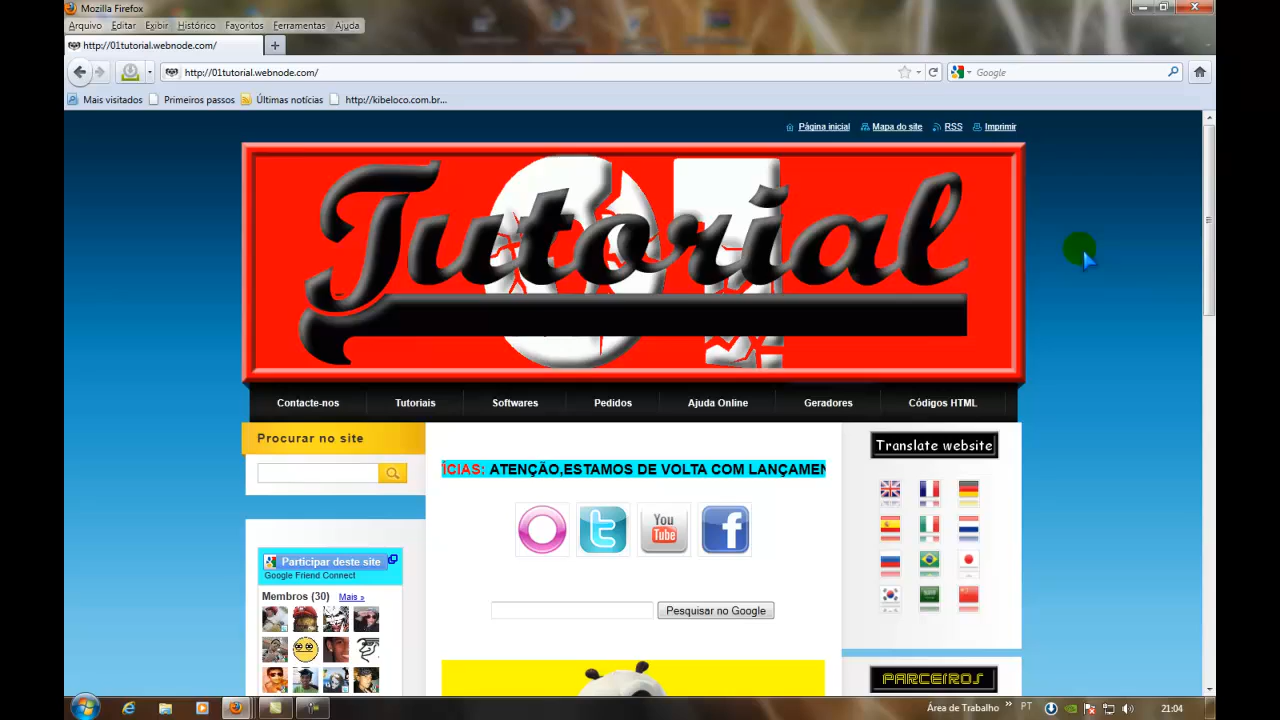 Mozilla Firefox
Arquivo Editar Exibir Histórico Favoritos Ferramentas Ajuda
http://01tutorial.webnode.com/
http://01tutorial.webnode.com/ Google
Mais visitados Primeiros passos Últimas notícias http://kibeloco.com.br...
Página inicial Mapa do site RSS Imprimir
01
Tutorial
Contacte-nos Tutoriais Softwares Pedidos Ajuda Online Geradores Códigos HTML
Procurar no site
ÍCIAS: ATENÇÃO,ESTAMOS DE VOLTA COM LANÇAMEN
Translate website
You
Tube
Participar deste site
Google Friend Connect
Membros (30) Mais »
Pesquisar no Google
PARCEIROS
Área de Trabalho » PT 21:04